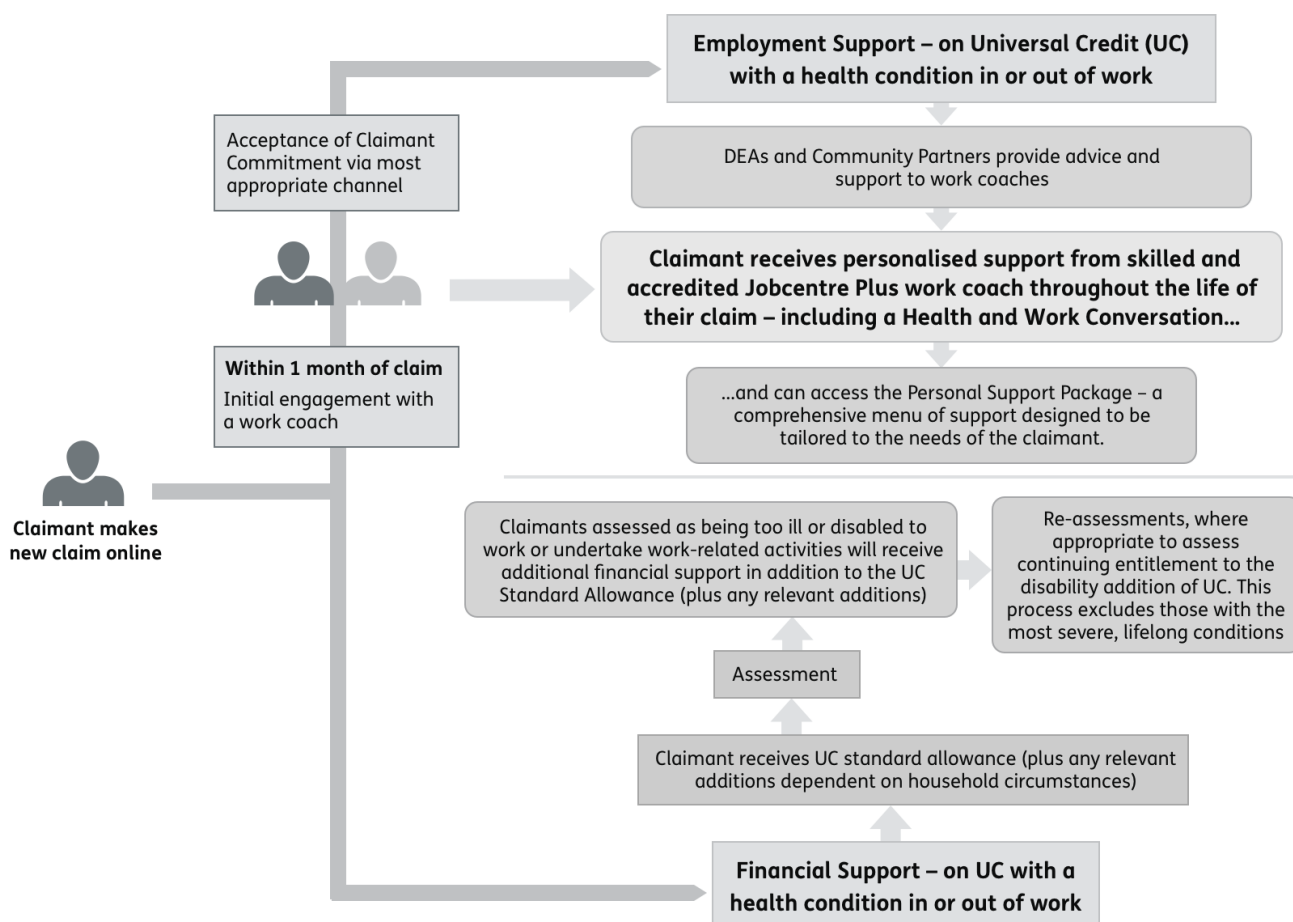 Employment Support – on Universal Credit (UC)
with a health condition in or out of work
Acceptance of Claimant
Commitment via most
appropriate channel
DEAs and Community Partners provide advice and
support to work coaches
Claimant receives personalised support from skilled and
accredited Jobcentre Plus work coach throughout the life of
their claim – including a Health and Work Conversation...
Within 1 month of claim
Initial engagement with
a work coach
...and can access the Personal Support Package – a
comprehensive menu of support designed to be
tailored to the needs of the claimant.
Claimant makes
new claim online
Claimants assessed as being too ill or disabled to
work or undertake work-related activities will receive
additional financial support in addition to the UC
Standard Allowance (plus any relevant additions)
Re-assessments, where
appropriate to assess
continuing entitlement to the
disability addition of UC. This
process excludes those with the
most severe, lifelong conditions
Assessment
Claimant receives UC standard allowance (plus any relevant
additions dependent on household circumstances)
Financial Support – on UC with a
health condition in or out of work